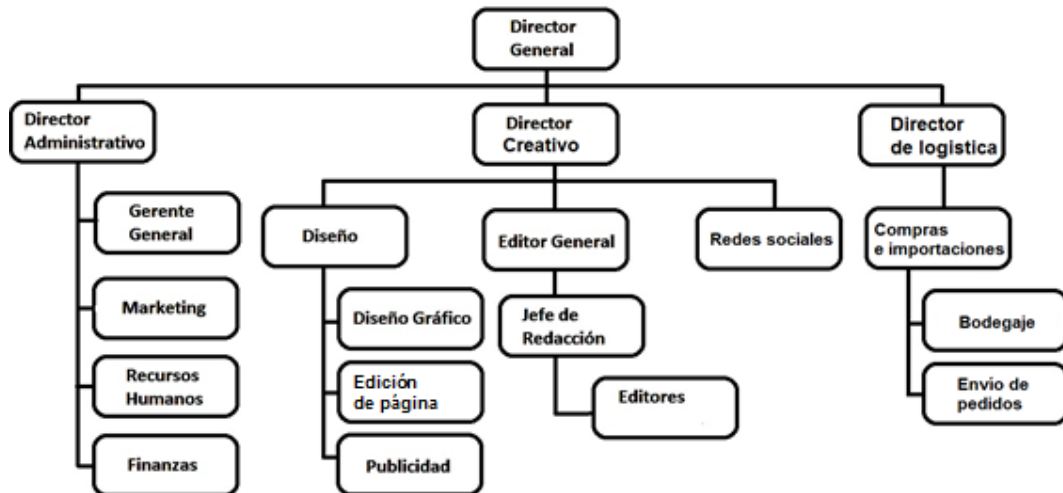 Director
General
Director
Administrativo
Director
Creativo
Director
de logistica
Gerente
General
Diseño
Editor General
Redes sociales
Compras
e importaciones
Marketing
Diseño Gráfico
Jefe de
Redacción
Bodegaje
Recursos
Humanos
Edición
de página
Editores
Envio de
pedidos
Finanzas
Publicidad